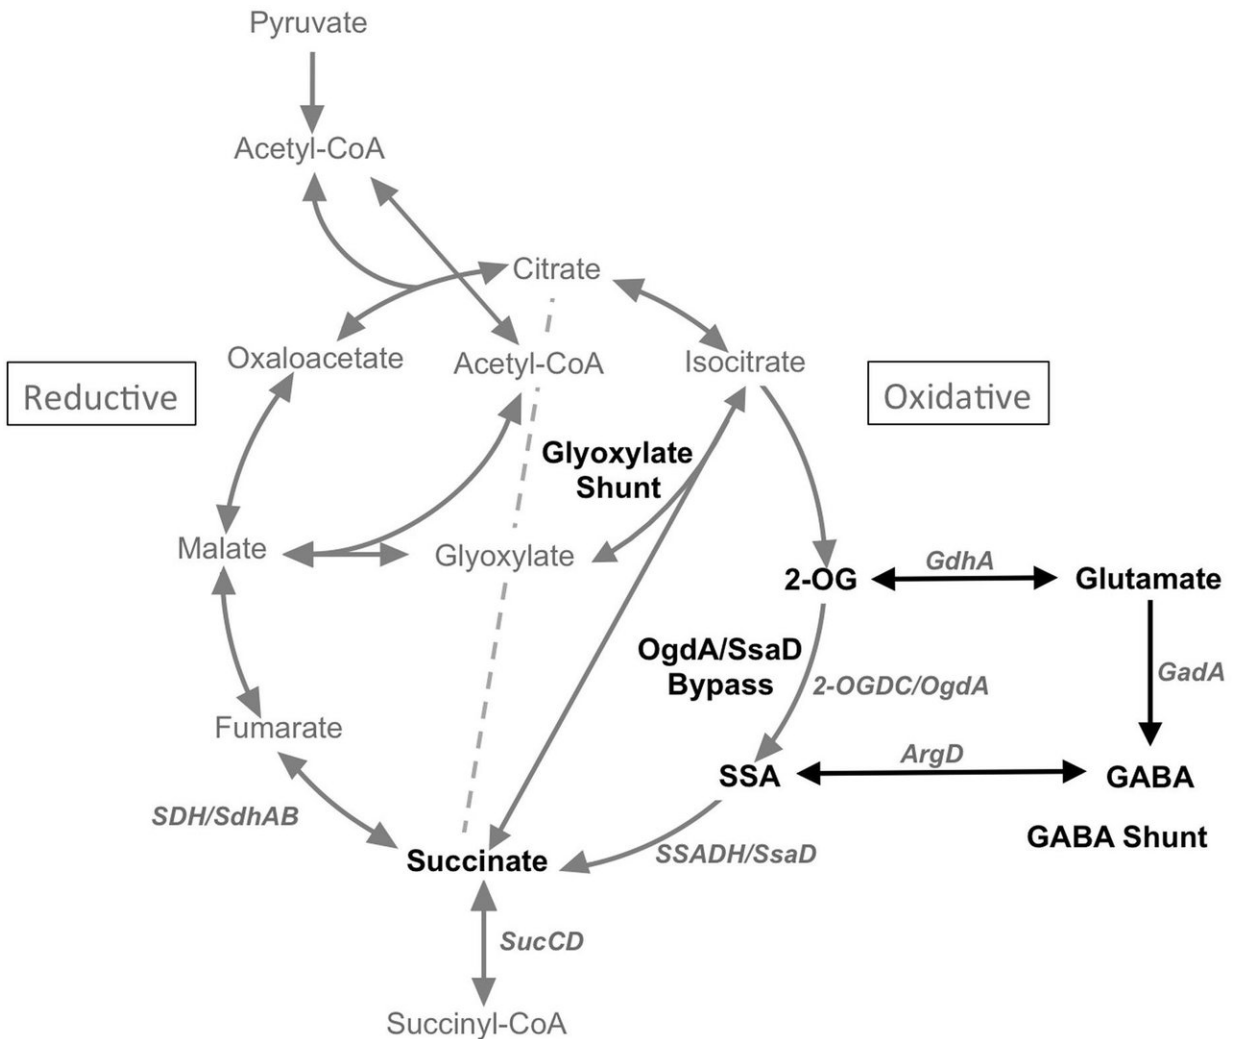 Pyruvate
Acetyl-CoA
Citrate
Oxaloacetate
Acetyl-CoA
Isocitrate
Reductive
Oxidative
Glyoxylate
Shunt
Malate
Glyoxylate
2-OG
GdhA
Glutamate
OgdA/SsaD
Bypass
2-OGDC/OgdA
GadA
Fumarate
SSA
ArgD
GABA
SDH/SdhAB
GABA Shunt
Succinate
SSADH/SsaD
SucCD
Succinyl-CoA